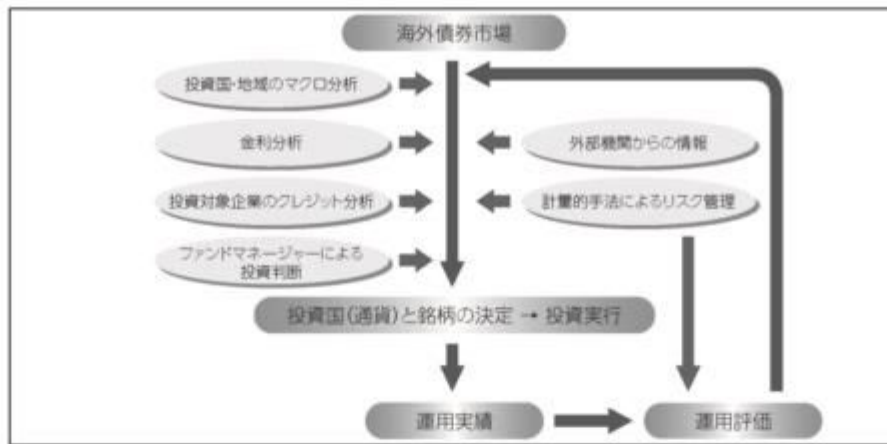 海外債券市場
投資国・地域のマクロ分析
金利分析
外部機関からの情報
投資対象企業のクレジット分析
計量的手法によるリスク管理
ファンドマネージャーによる
投資判断
投資国(通貨)と銘柄の決定 → 投資実行
運用実績
運用評価